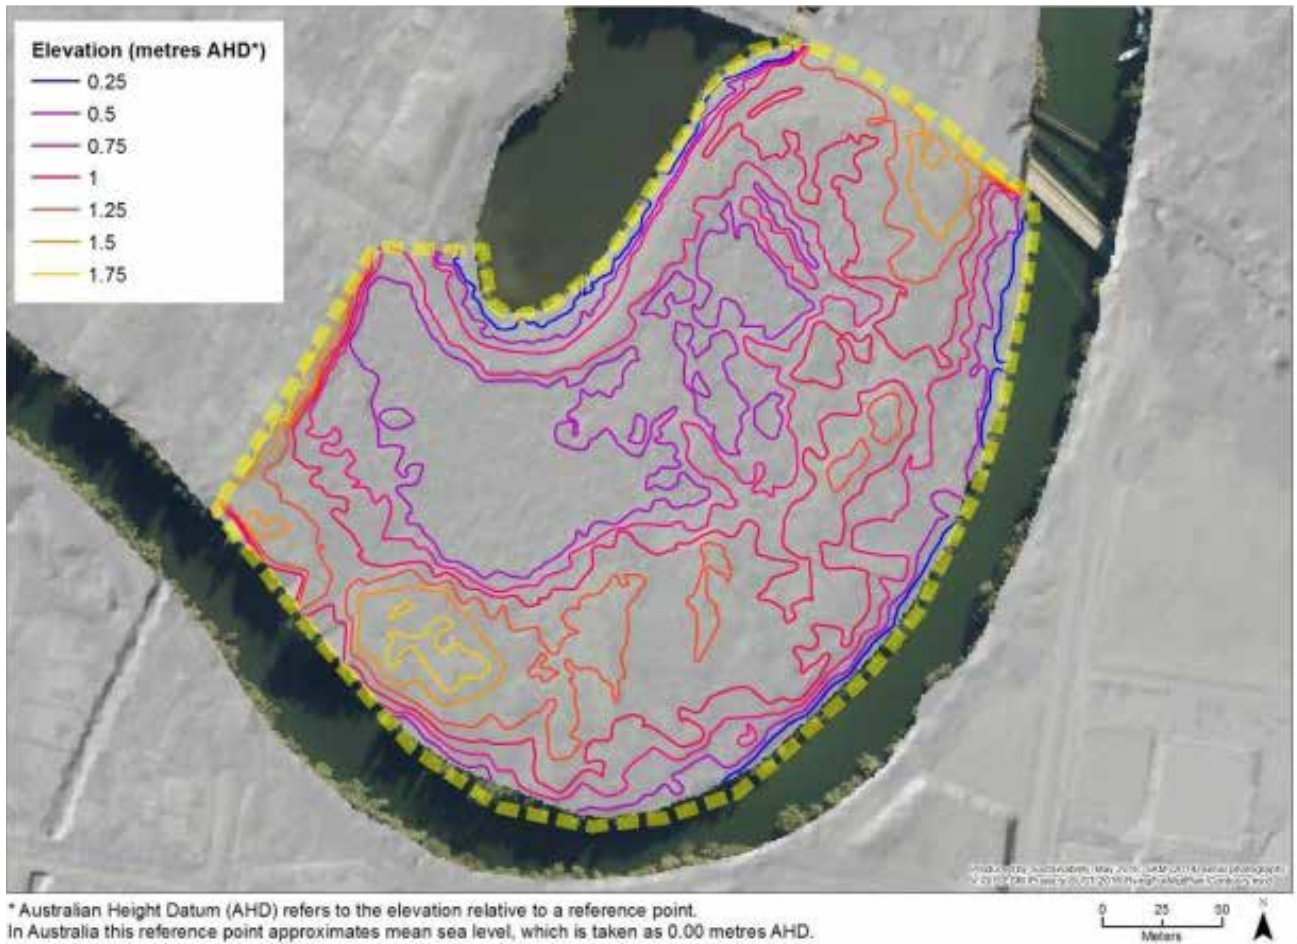 Elevation (metres AHD*)
0.25
0.5
0.75
1
1.25
1.5
1.75
* Australian Height Datum (AHD) refers to the elevation relative to a reference point.
In Australia this reference point approximates mean sea level, which is taken as 0.00 metres AHD.
0 25 50
Meters
N